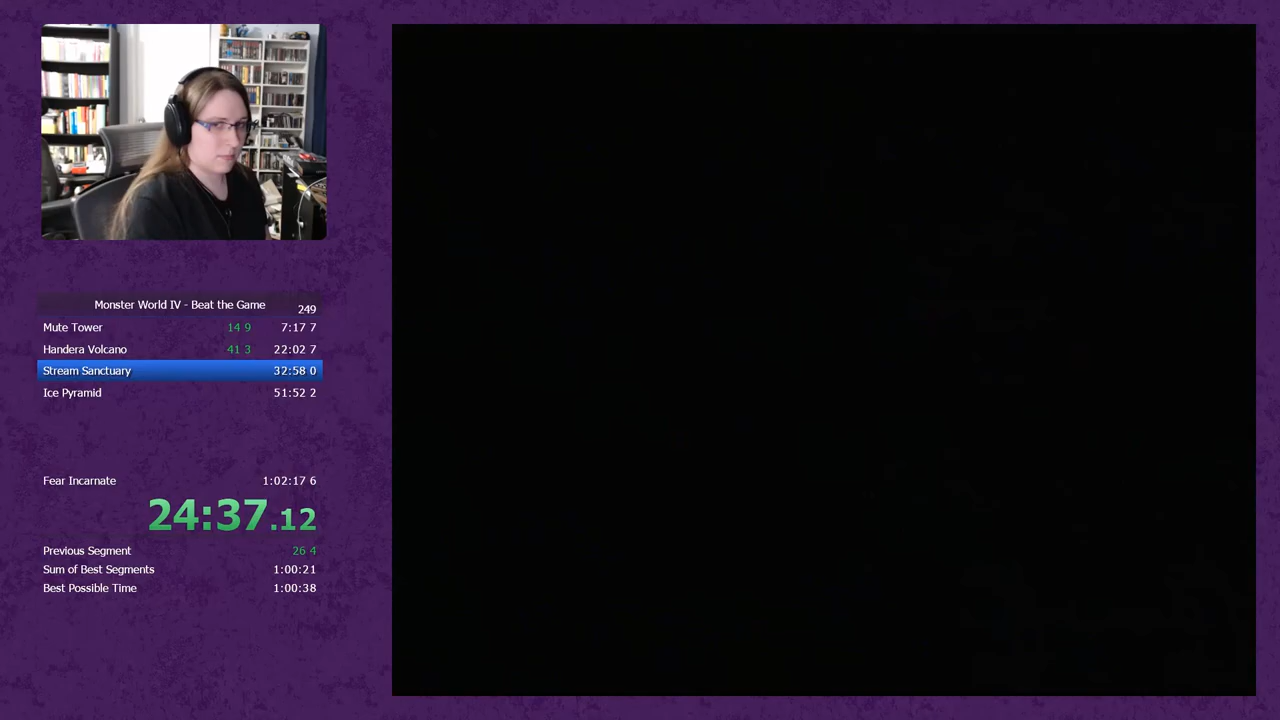 Monster World IV - Beat the Game
249
Mute Tower 14 9 7:17 7
Handera Volcano 41 3 22:02 7
Stream Sanctuary 32:58 0
Ice Pyramid 51:52 2
Fear Incarnate 1:02:17 6
24:37.12
Previous Segment 26 4
Sum of Best Segments 1:00:21
Best Possible Time 1:00:38